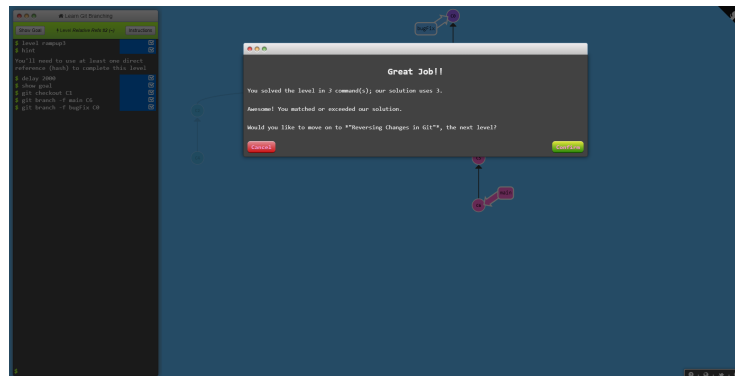 Learn Git Branching
Show Goal
Level Relative Refs #2 (~)
Instructions
$ level rampup3
$ hint
You'll need to use at least one direct
reference (hash) to complete this level
$ delay 2000
$ show goal
$ git checkout C1
$ git branch -f main C6
$ git branch -f bugFix C0
$
bugFix
Great Job!!
You solved the level in 3 command(s); our solution uses 3.
Awesome! You matched or exceeded our solution.
Would you like to move on to *"Reversing Changes in Git"*, the next level?
Cancel
Confirm
main